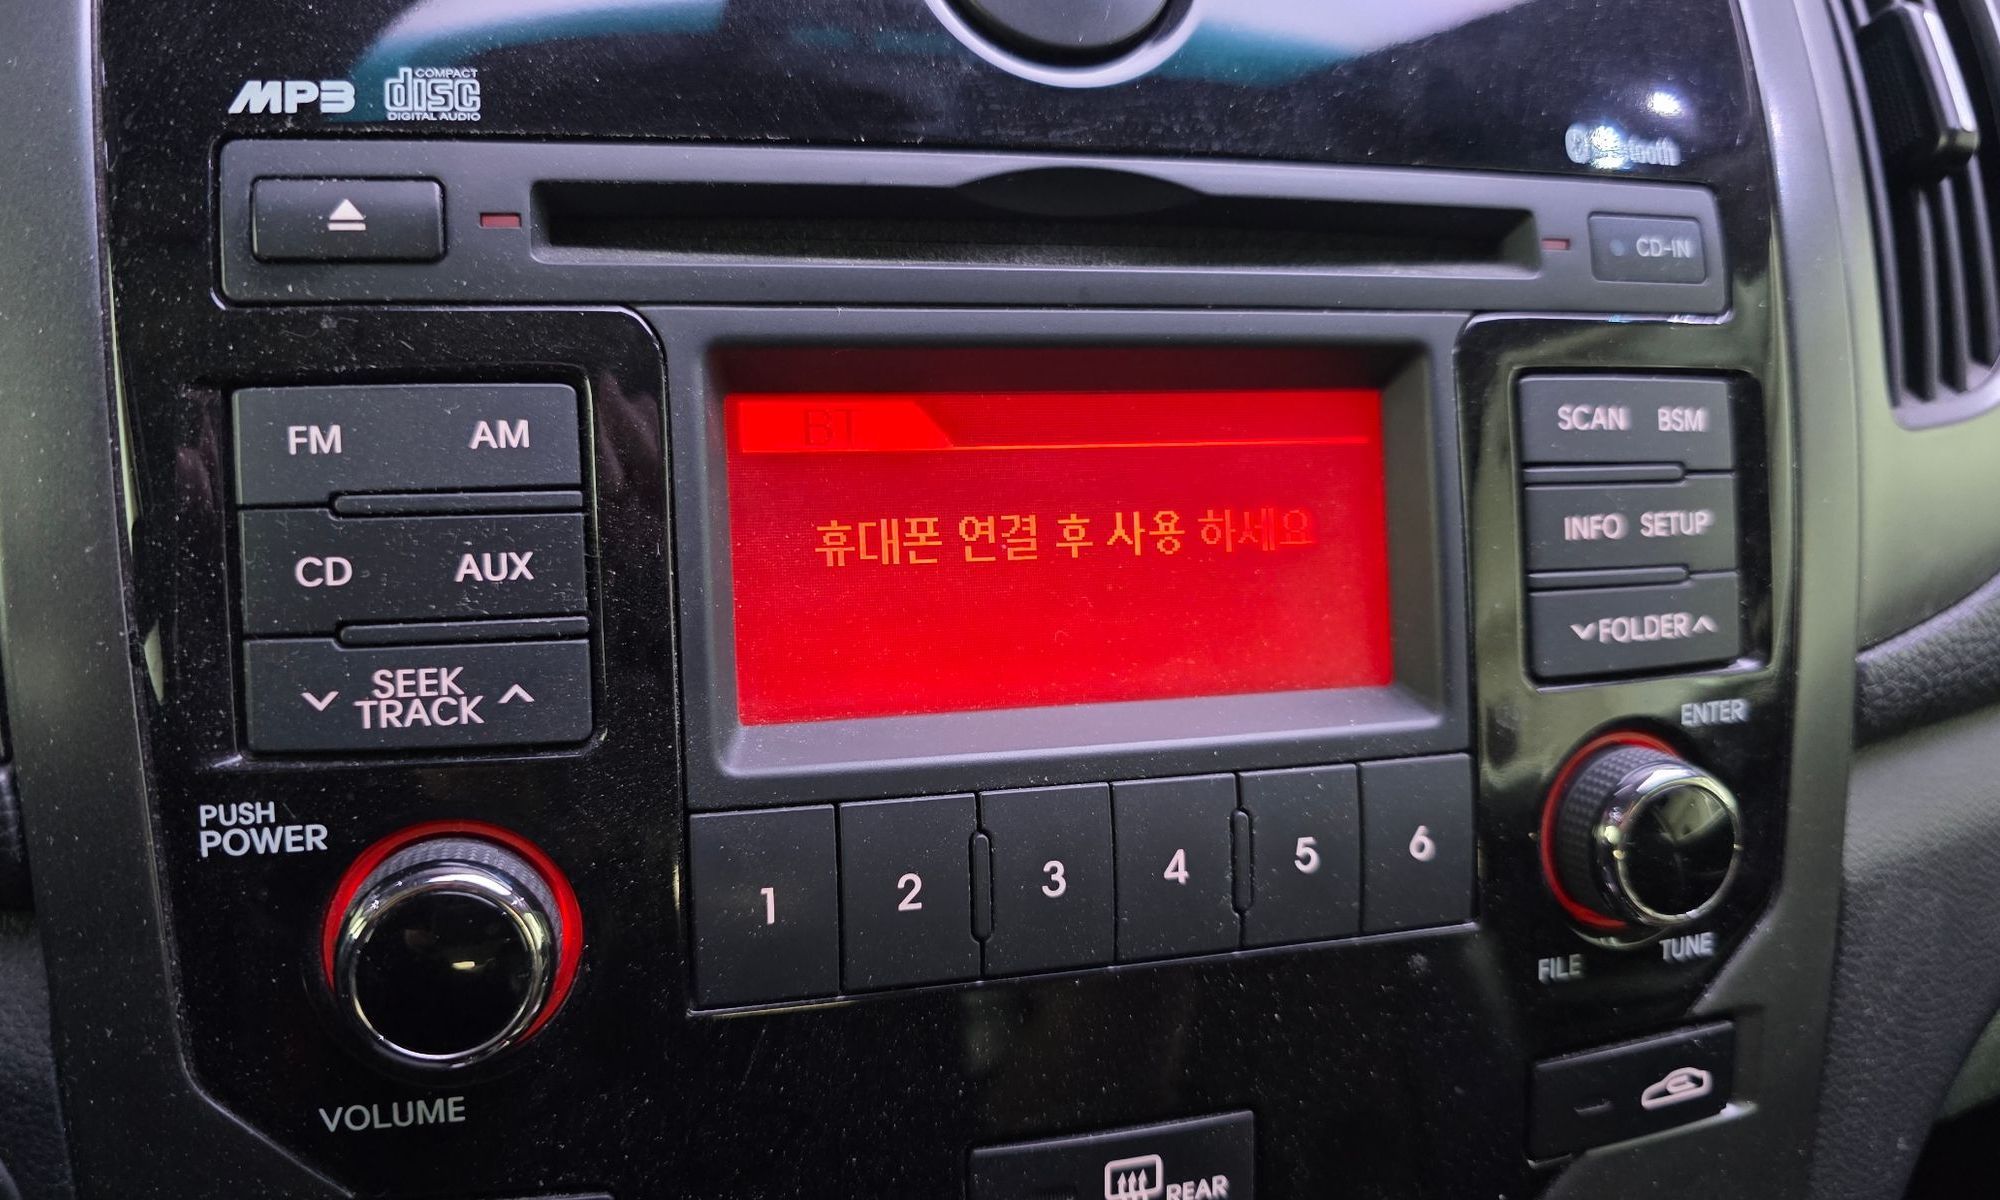 MP3
COMPACT
disc
DIGITAL AUDIO
Bluetooth
CD-IN
FM AM
CD AUX
SEEK
TRACK
BT
휴대폰 연결 후 사용 하세요
SCAN BSM
INFO SETUP
FOLDER
PUSH
POWER
VOLUME
1 2 3 4 5 6
ENTER
FILE
TUNE
REAR